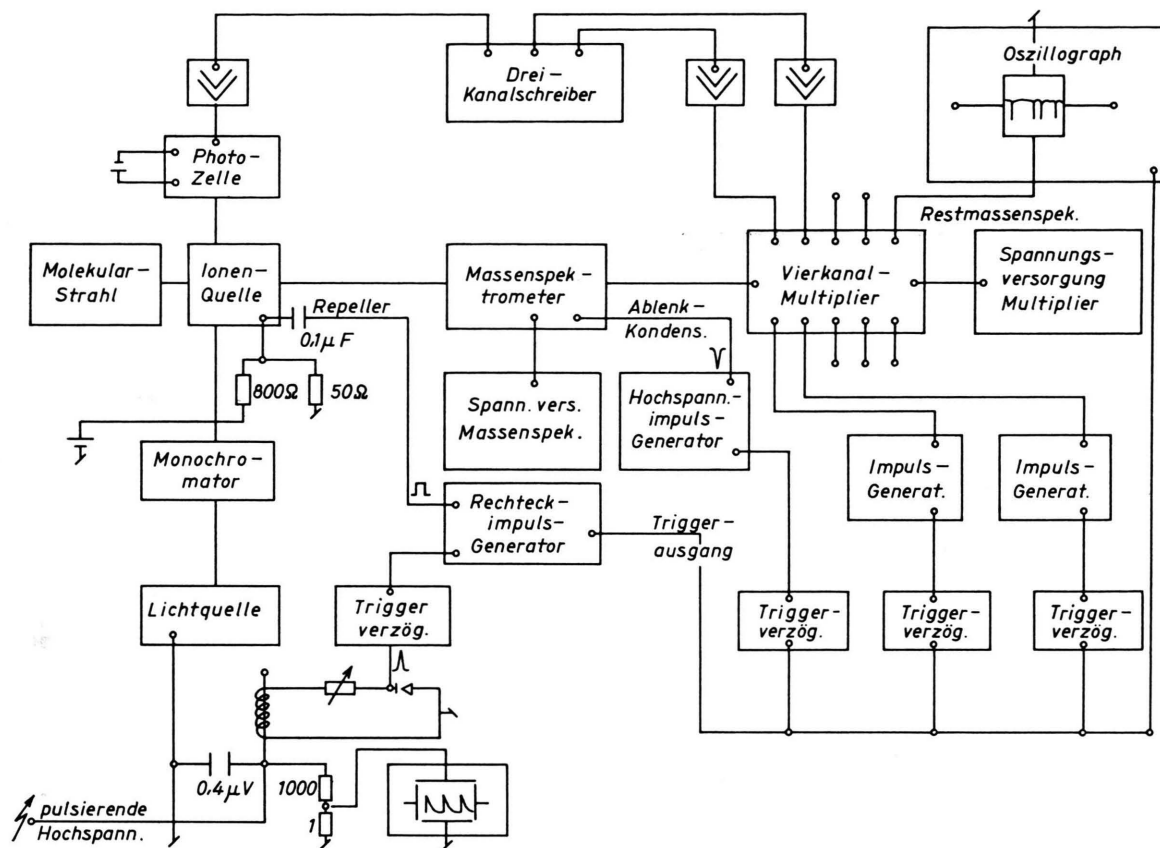 Drei-
Kanalschreiber
Oszillograph
Photo-
Zelle
Restmassenspek.
Molekular-
Strahl
Ionen-
Quelle
Massenspek-
trometer
Vierkanal-
Multiplier
Spannungs-
versorgung
Multiplier
Repeller
0,1μF
Ablenk-
Kondens.
800Ω
50Ω
Spann. vers.
Massenspek.
Hochspann.-
impuls-
Generator
Monochro-
mator
Impuls-
Generat.
Impuls-
Generat.
Rechteck-
impuls-
Generator
Trigger-
ausgang
Lichtquelle
Trigger
verzög.
Trigger-
verzög.
Trigger-
verzög.
Trigger-
verzög.
0,4μV
1000
1
pulsierende
Hochspann.